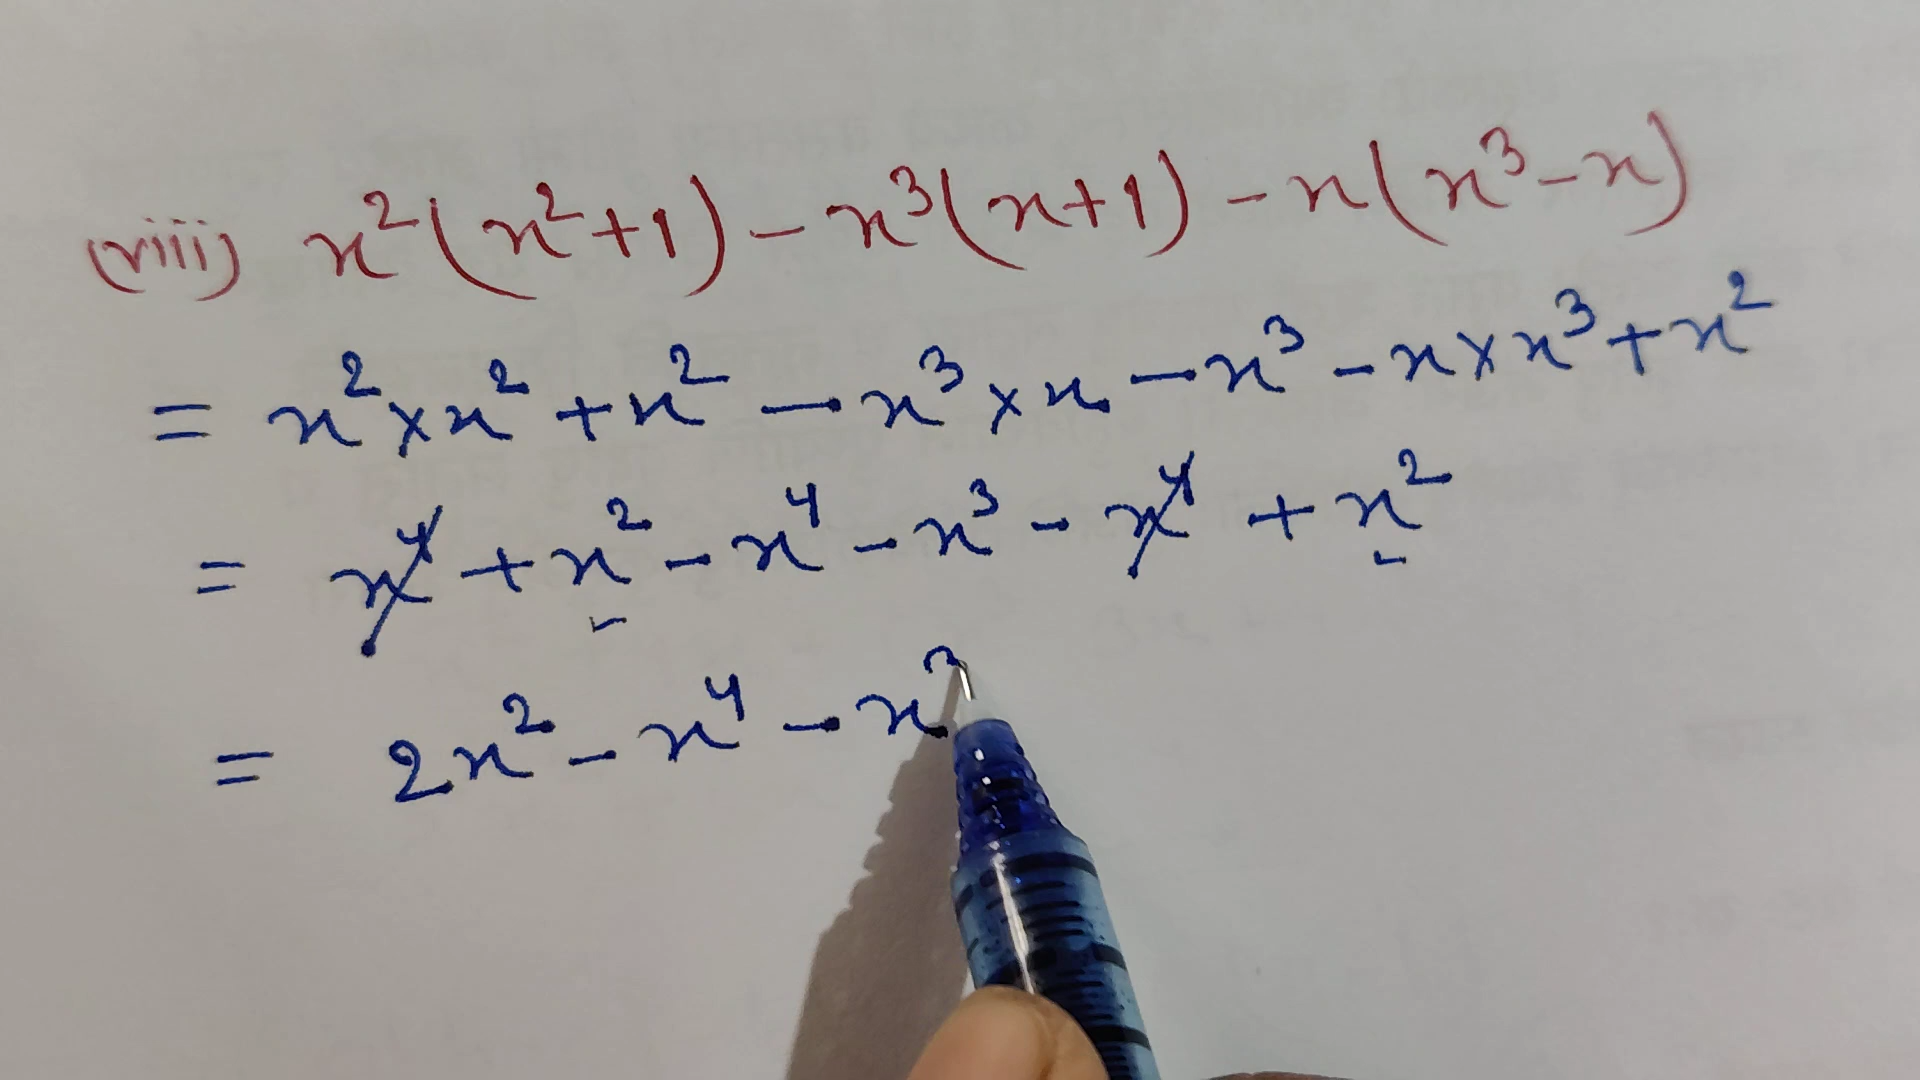 (viii) x²(x²+1) - x³(x+1) - x(x³-x)
= x² × x² + x² - x³ × x - x³ - x × x³ + x²
= x⁴ + x² - x⁴ - x³ - x⁴ + x²
= 2x² - x⁴ - x³